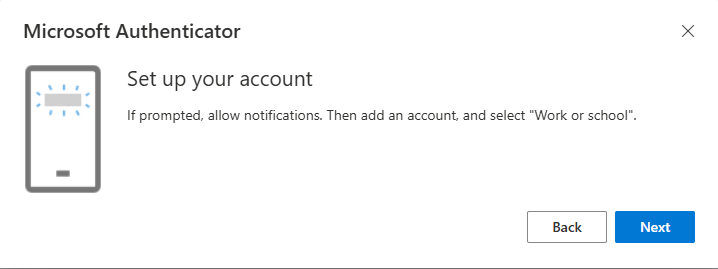 Microsoft Authenticator
Set up your account
If prompted, allow notifications. Then add an account, and select "Work or school".
Back
Next